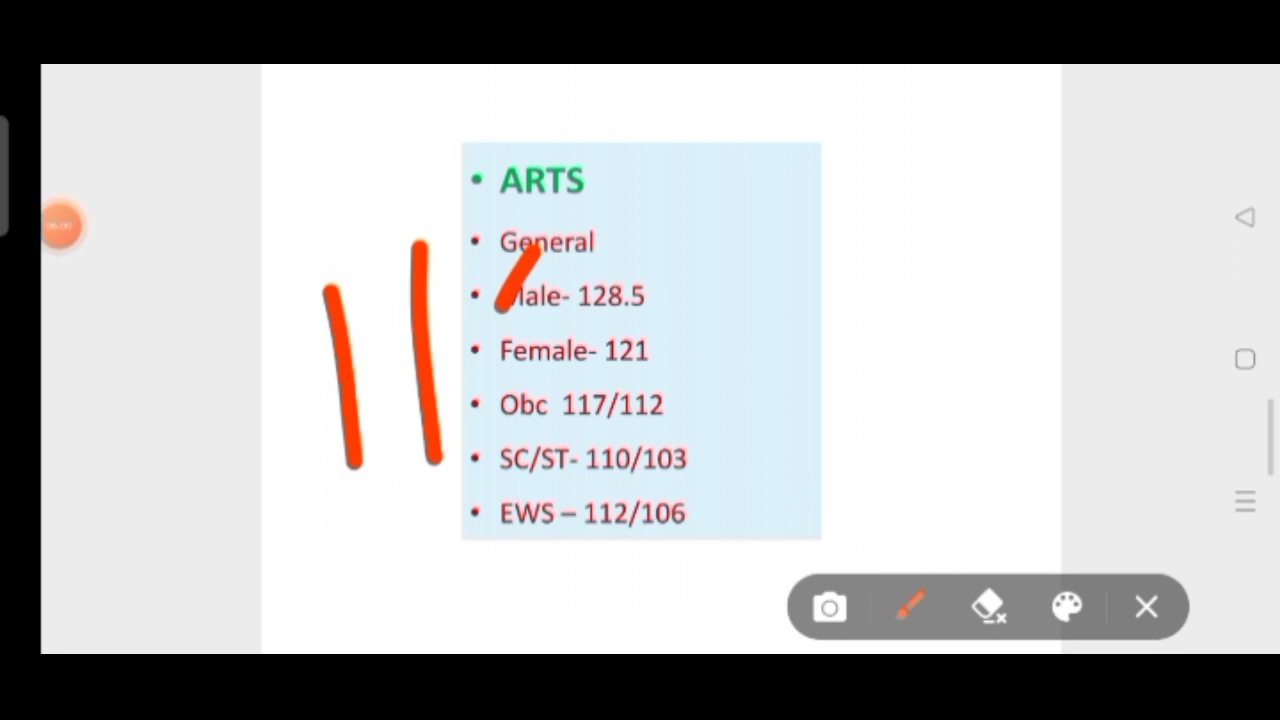 • ARTS
• General
• Male- 128.5
• Female- 121
• Obc 117/112
• SC/ST- 110/103
• EWS – 112/106